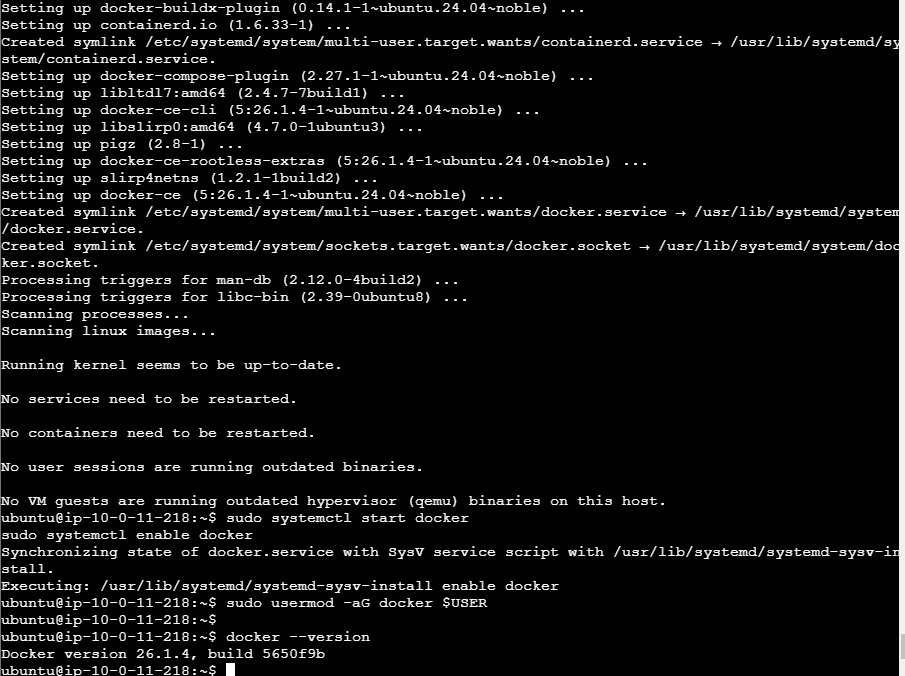 Setting up docker-buildx-plugin (0.14.1-1~ubuntu.24.04~noble) ...
Setting up containerd.io (1.6.33-1) ...
Created symlink /etc/systemd/system/multi-user.target.wants/containerd.service → /usr/lib/systemd/sy
stem/containerd.service.
Setting up docker-compose-plugin (2.27.1-1~ubuntu.24.04~noble) ...
Setting up libltdl7:amd64 (2.4.7-7build1) ...
Setting up docker-ce-cli (5:26.1.4-1~ubuntu.24.04~noble) ...
Setting up libslirp0:amd64 (4.7.0-1ubuntu3) ...
Setting up pigz (2.8-1) ...
Setting up docker-ce-rootless-extras (5:26.1.4-1~ubuntu.24.04~noble) ...
Setting up slirp4netns (1.2.1-1build2) ...
Setting up docker-ce (5:26.1.4-1~ubuntu.24.04~noble) ...
Created symlink /etc/systemd/system/multi-user.target.wants/docker.service → /usr/lib/systemd/system
/docker.service.
Created symlink /etc/systemd/system/sockets.target.wants/docker.socket → /usr/lib/systemd/system/doc
ker.socket.
Processing triggers for man-db (2.12.0-4build2) ...
Processing triggers for libc-bin (2.39-0ubuntu8) ...
Scanning processes...
Scanning linux images...
Running kernel seems to be up-to-date.
No services need to be restarted.
No containers need to be restarted.
No user sessions are running outdated binaries.
No VM guests are running outdated hypervisor (qemu) binaries on this host.
ubuntu@ip-10-0-11-218:~$ sudo systemctl start docker
sudo systemctl enable docker
Synchronizing state of docker.service with SysV service script with /usr/lib/systemd/systemd-sysv-in
stall.
Executing: /usr/lib/systemd/systemd-sysv-install enable docker
ubuntu@ip-10-0-11-218:~$ sudo usermod -aG docker $USER
ubuntu@ip-10-0-11-218:~$
ubuntu@ip-10-0-11-218:~$ docker --version
Docker version 26.1.4, build 5650f9b
ubuntu@ip-10-0-11-218:~$